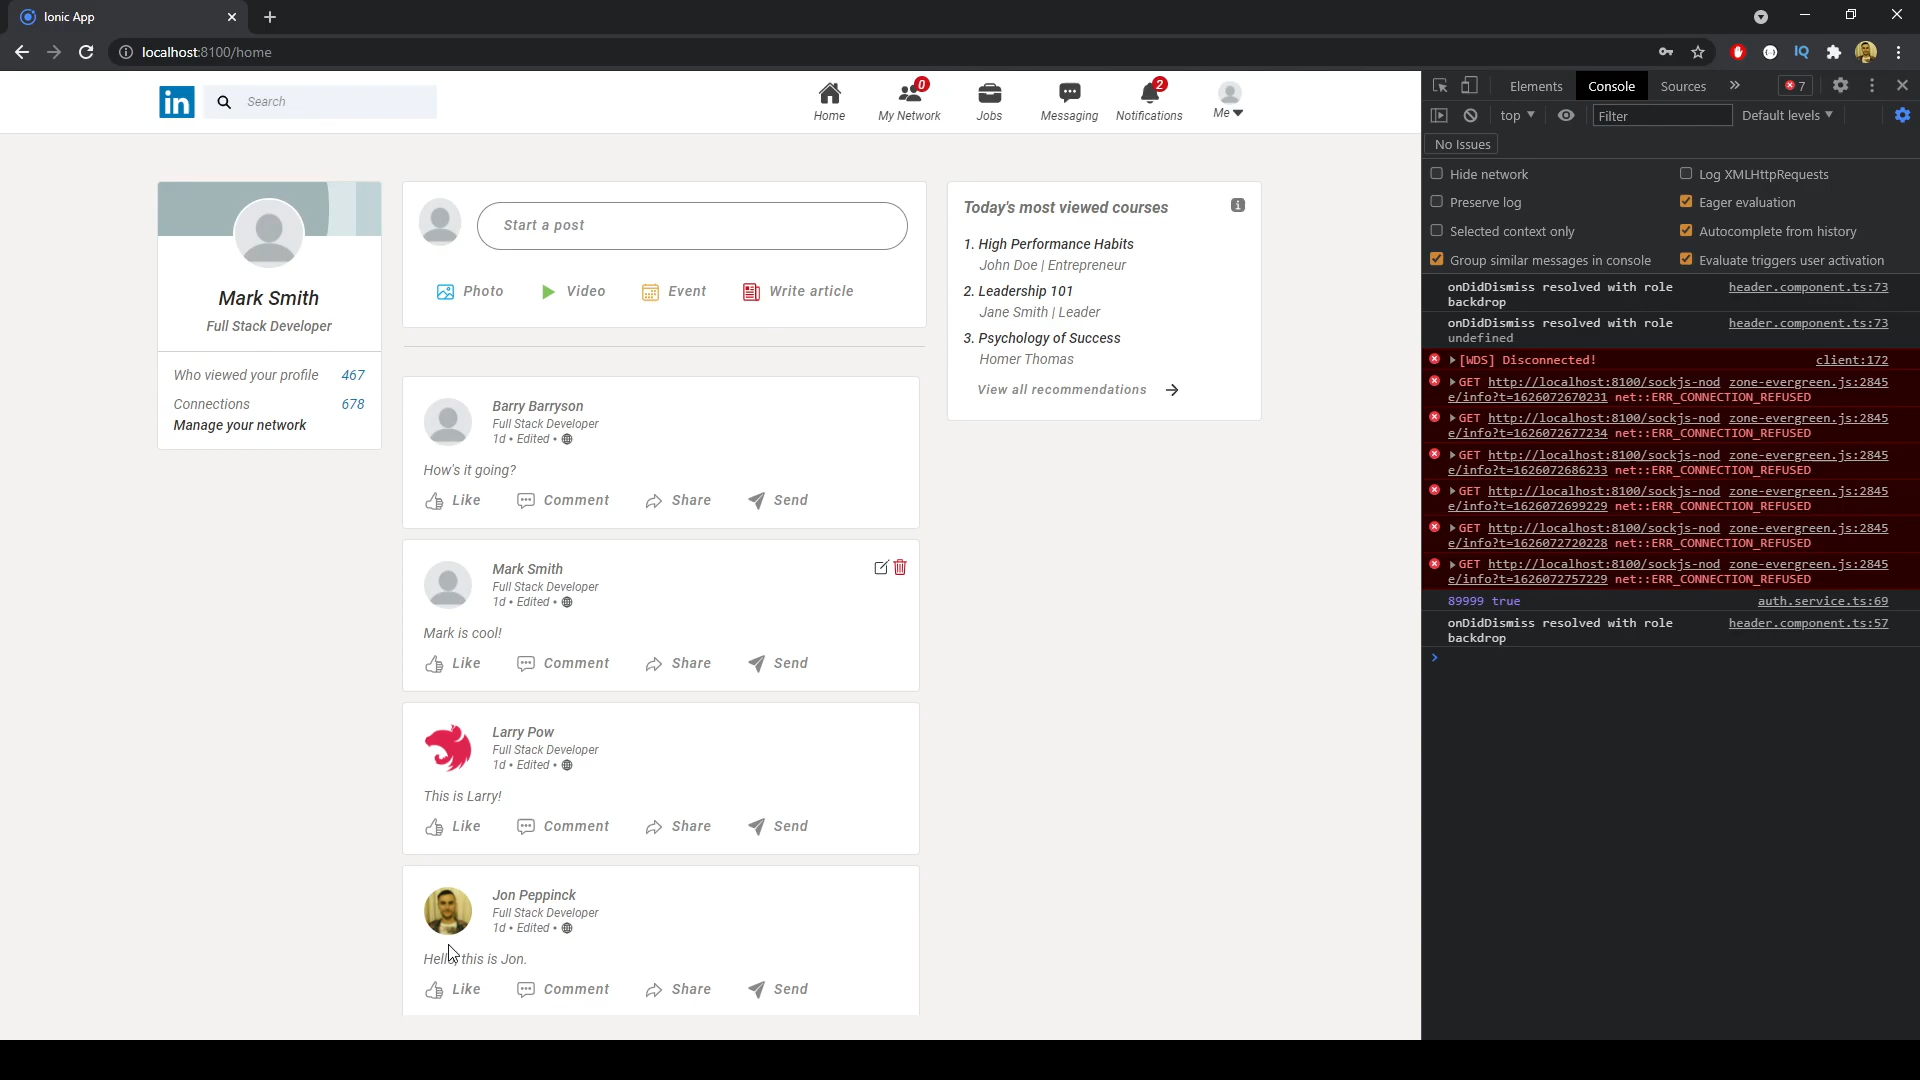 Ionic App
localhost:8100/home
in
Search
Home
0
My Network
Jobs
Messaging
2
Notifications
Me
Mark Smith
Full Stack Developer
Who viewed your profile 467
Connections 678
Manage your network
Start a post
Photo Video Event Write article
Barry Barryson
Full Stack Developer
1d • Edited •
How's it going?
Like Comment Share Send
Mark Smith
Full Stack Developer
1d • Edited •
Mark is cool!
Like Comment Share Send
Larry Pow
Full Stack Developer
1d • Edited •
This is Larry!
Like Comment Share Send
Jon Peppinck
Full Stack Developer
1d • Edited •
this is Jon.
Like Comment Share Send
Today's most viewed courses
1. High Performance Habits
John Doe | Entrepreneur
2. Leadership 101
Jane Smith | Leader
3. Psychology of Success
Homer Thomas
View all recommendations
Elements Console Sources 7
top Filter Default levels
No Issues
Hide network Log XMLHttpRequests
Preserve log Eager evaluation
Selected context only Autocomplete from history
Group similar messages in console Evaluate triggers user activation
onDidDismiss resolved with role header.component.ts:73
backdrop
onDidDismiss resolved with role header.component.ts:73
undefined
[WDS] Disconnected! client:172
GET http://localhost:8100/sockjs-nod zone-evergreen.js:2845
e/info?t=1626072670231 net::ERR_CONNECTION_REFUSED
GET http://localhost:8100/sockjs-nod zone-evergreen.js:2845
e/info?t=1626072677234 net::ERR_CONNECTION_REFUSED
GET http://localhost:8100/sockjs-nod zone-evergreen.js:2845
e/info?t=1626072686233 net::ERR_CONNECTION_REFUSED
GET http://localhost:8100/sockjs-nod zone-evergreen.js:2845
e/info?t=1626072699229 net::ERR_CONNECTION_REFUSED
GET http://localhost:8100/sockjs-nod zone-evergreen.js:2845
e/info?t=1626072720228 net::ERR_CONNECTION_REFUSED
GET http://localhost:8100/sockjs-nod zone-evergreen.js:2845
e/info?t=1626072757229 net::ERR_CONNECTION_REFUSED
89999 true auth.service.ts:69
onDidDismiss resolved with role header.component.ts:57
backdrop